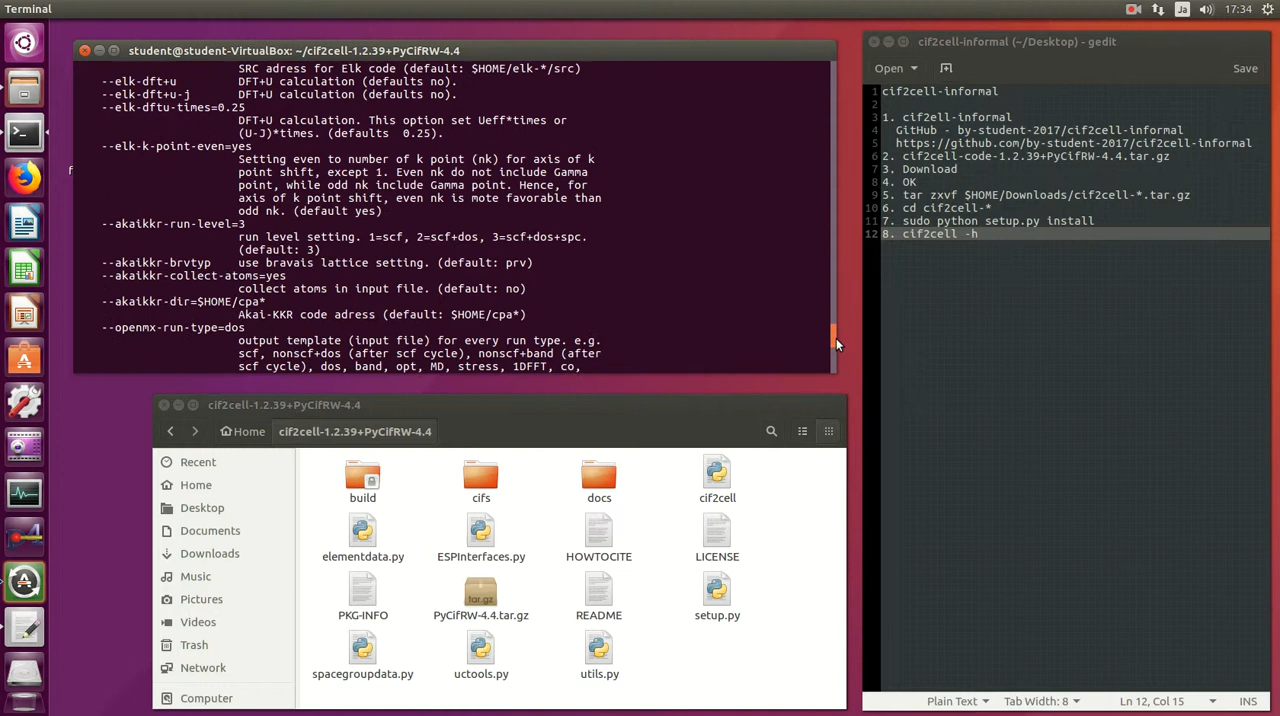 Terminal
Ja
17:34
student@student-VirtualBox: ~/cif2cell-1.2.39+PyCifRW-4.4
SRC adress for Elk code (default: $HOME/elk-*/src)
--elk-dft+u
DFT+U calculation (defaults no).
--elk-dft+u-j
DFT+U calculation (defaults no).
--elk-dftu-times=0.25
DFT+U calculation. This option set Ueff*times or
(U-J)*times. (defaults  0.25).
--elk-k-point-even=yes
Setting even to number of k point (nk) for axis of k
point shift, except 1. Even nk do not include Gamma
point, while odd nk include Gamma point. Hence, for
axis of k point shift, even nk is mote favorable than
odd nk. (default yes)
--akaikkr-run-level=3
run level setting. 1=scf, 2=scf+dos, 3=scf+dos+spc.
(default: 3)
--akaikkr-brvtyp
use bravais lattice setting. (default: prv)
--akaikkr-collect-atoms=yes
collect atoms in input file. (default: no)
--akaikkr-dir=$HOME/cpa*
Akai-KKR code adress (default: $HOME/cpa*)
--openmx-run-type=dos
output template (input file) for every run type. e.g.
scf, nonscf+dos (after scf cycle), nonscf+band (after
scf cycle), dos, band, opt, MD, stress, 1DFFT, co,
cif2cell-informal (~/Desktop) - gedit
Open
Save
1 cif2cell-informal
2
3 1. cif2ell-informal
4 GitHub - by-student-2017/cif2cell-informal
5 https://github.com/by-student-2017/cif2cell-informal
6 2. cif2cell-code-1.2.39+PyCifRW-4.4.tar.gz
7 3. Download
8 4. OK
9 5. tar zxvf $HOME/Downloads/cif2cell-*.tar.gz
10 6. cd cif2cell-*
11 7. sudo python setup.py install
12 8. cif2cell -h
Plain Text
Tab Width: 8
Ln 12, Col 15
INS
cif2cell-1.2.39+PyCifRW-4.4
Home
cif2cell-1.2.39+PyCifRW-4.4
Recent
Home
Desktop
Documents
Downloads
Music
Pictures
Videos
Trash
Network
Computer
build
cifs
docs
cif2cell
elementdata.py
ESPInterfaces.py
HOWTOCITE
LICENSE
PKG-INFO
tar.gz
PyCifRW-4.4.tar.gz
README
setup.py
spacegroupdata.py
uctools.py
utils.py